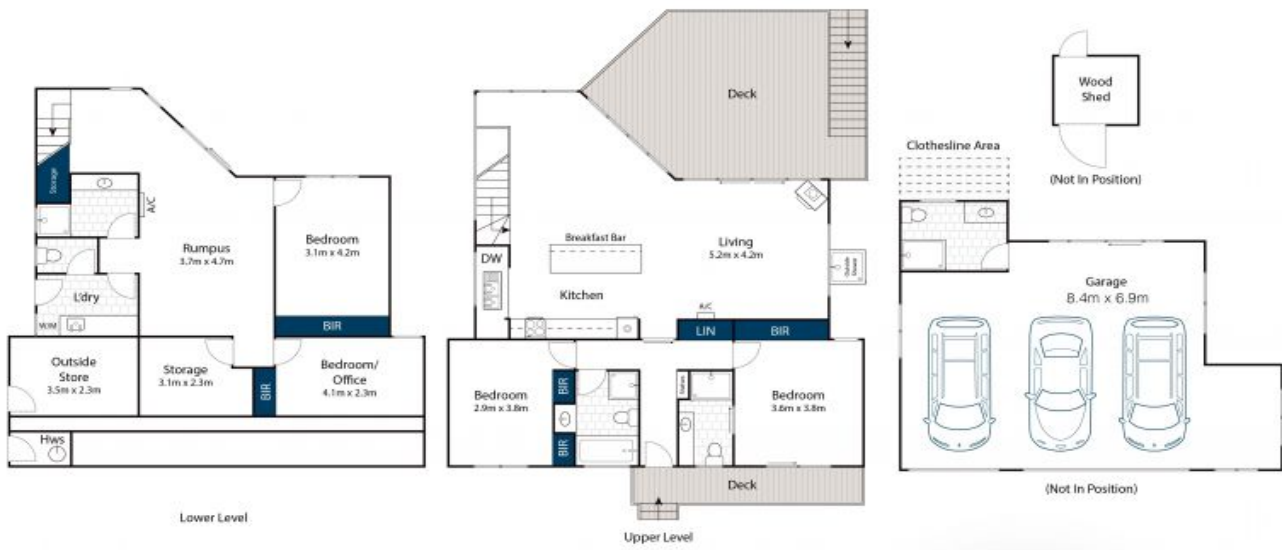 Storage
A/C
Rumpus
3.7m x 4.7m
Bedroom
3.1m x 4.2m
L'dry
W/M
BIR
Outside
Store
3.5m x 2.3m
Storage
3.1m x 2.3m
BIR
Bedroom/
Office
4.1m x 2.3m
Hws
Lower Level
Deck
Breakfast Bar
Living
5.2m x 4.2m
Outside
Shower
DW
Kitchen
A/C
LIN
BIR
Bedroom
2.9m x 3.8m
BIR
BIR
Bedroom
3.6m x 3.8m
Deck
Upper Level
Wood
Shed
(Not In Position)
Clothesline Area
Garage
8.4m x 6.9m
(Not In Position)